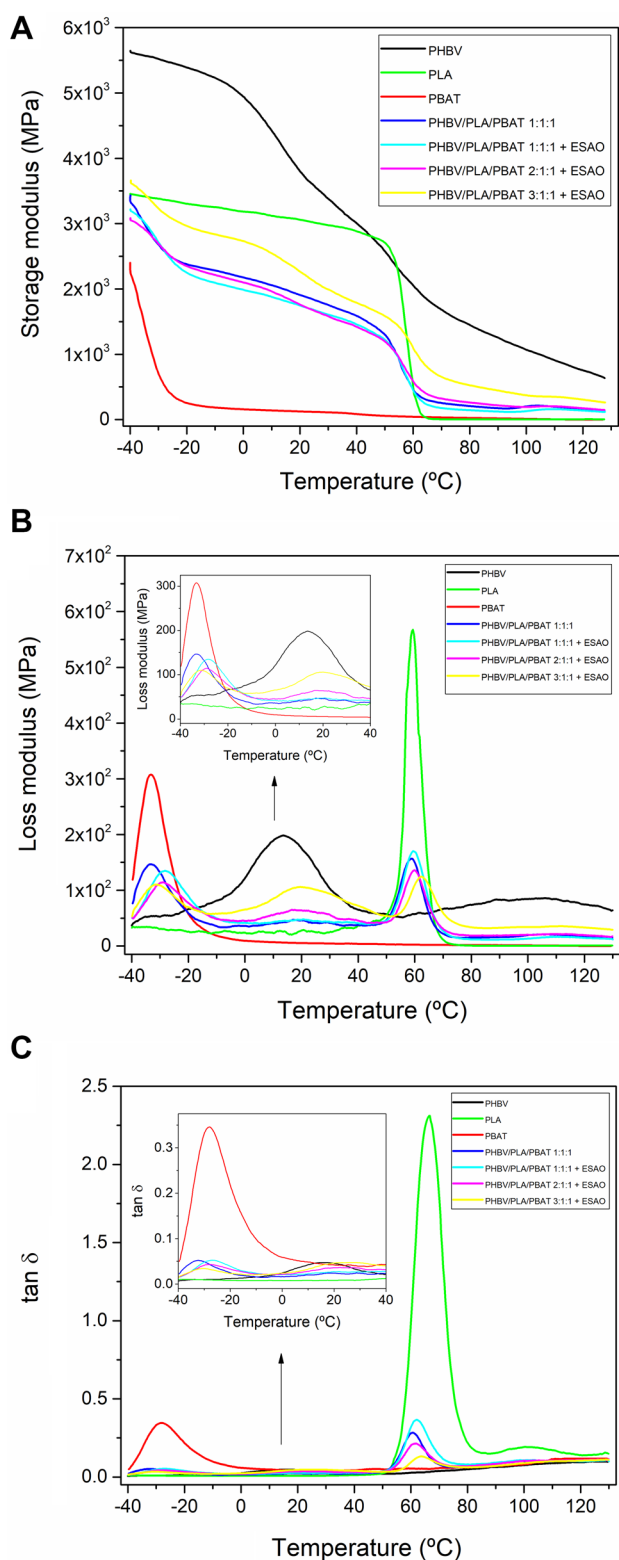 A
6x10³
5x10³
4x10³
3x10³
2x10³
1x10³
0
Storage modulus (MPa)
PHBV
PLA
PBAT
PHBV/PLA/PBAT 1:1:1
PHBV/PLA/PBAT 1:1:1 + ESAO
PHBV/PLA/PBAT 2:1:1 + ESAO
PHBV/PLA/PBAT 3:1:1 + ESAO
-40 -20 0 20 40 60 80 100 120
Temperature (ºC)
B
7x10²
6x10²
5x10²
4x10²
3x10²
2x10²
1x10²
0
Loss modulus (MPa)
300
200
100
0
Loss modulus (MPa)
-40 -20 0 20 40
Temperature (ºC)
PHBV
PLA
PBAT
PHBV/PLA/PBAT 1:1:1
PHBV/PLA/PBAT 1:1:1 + ESAO
PHBV/PLA/PBAT 2:1:1 + ESAO
PHBV/PLA/PBAT 3:1:1 + ESAO
-40 -20 0 20 40 60 80 100 120
Temperature (ºC)
C
2.5
2.0
1.5
1.0
0.5
0.0
tan δ
0.3
0.2
0.1
0.0
tan δ
-40 -20 0 20 40
Temperature (ºC)
PHBV
PLA
PBAT
PHBV/PLA/PBAT 1:1:1
PHBV/PLA/PBAT 1:1:1 + ESAO
PHBV/PLA/PBAT 2:1:1 + ESAO
PHBV/PLA/PBAT 3:1:1 + ESAO
-40 -20 0 20 40 60 80 100 120
Temperature (ºC)